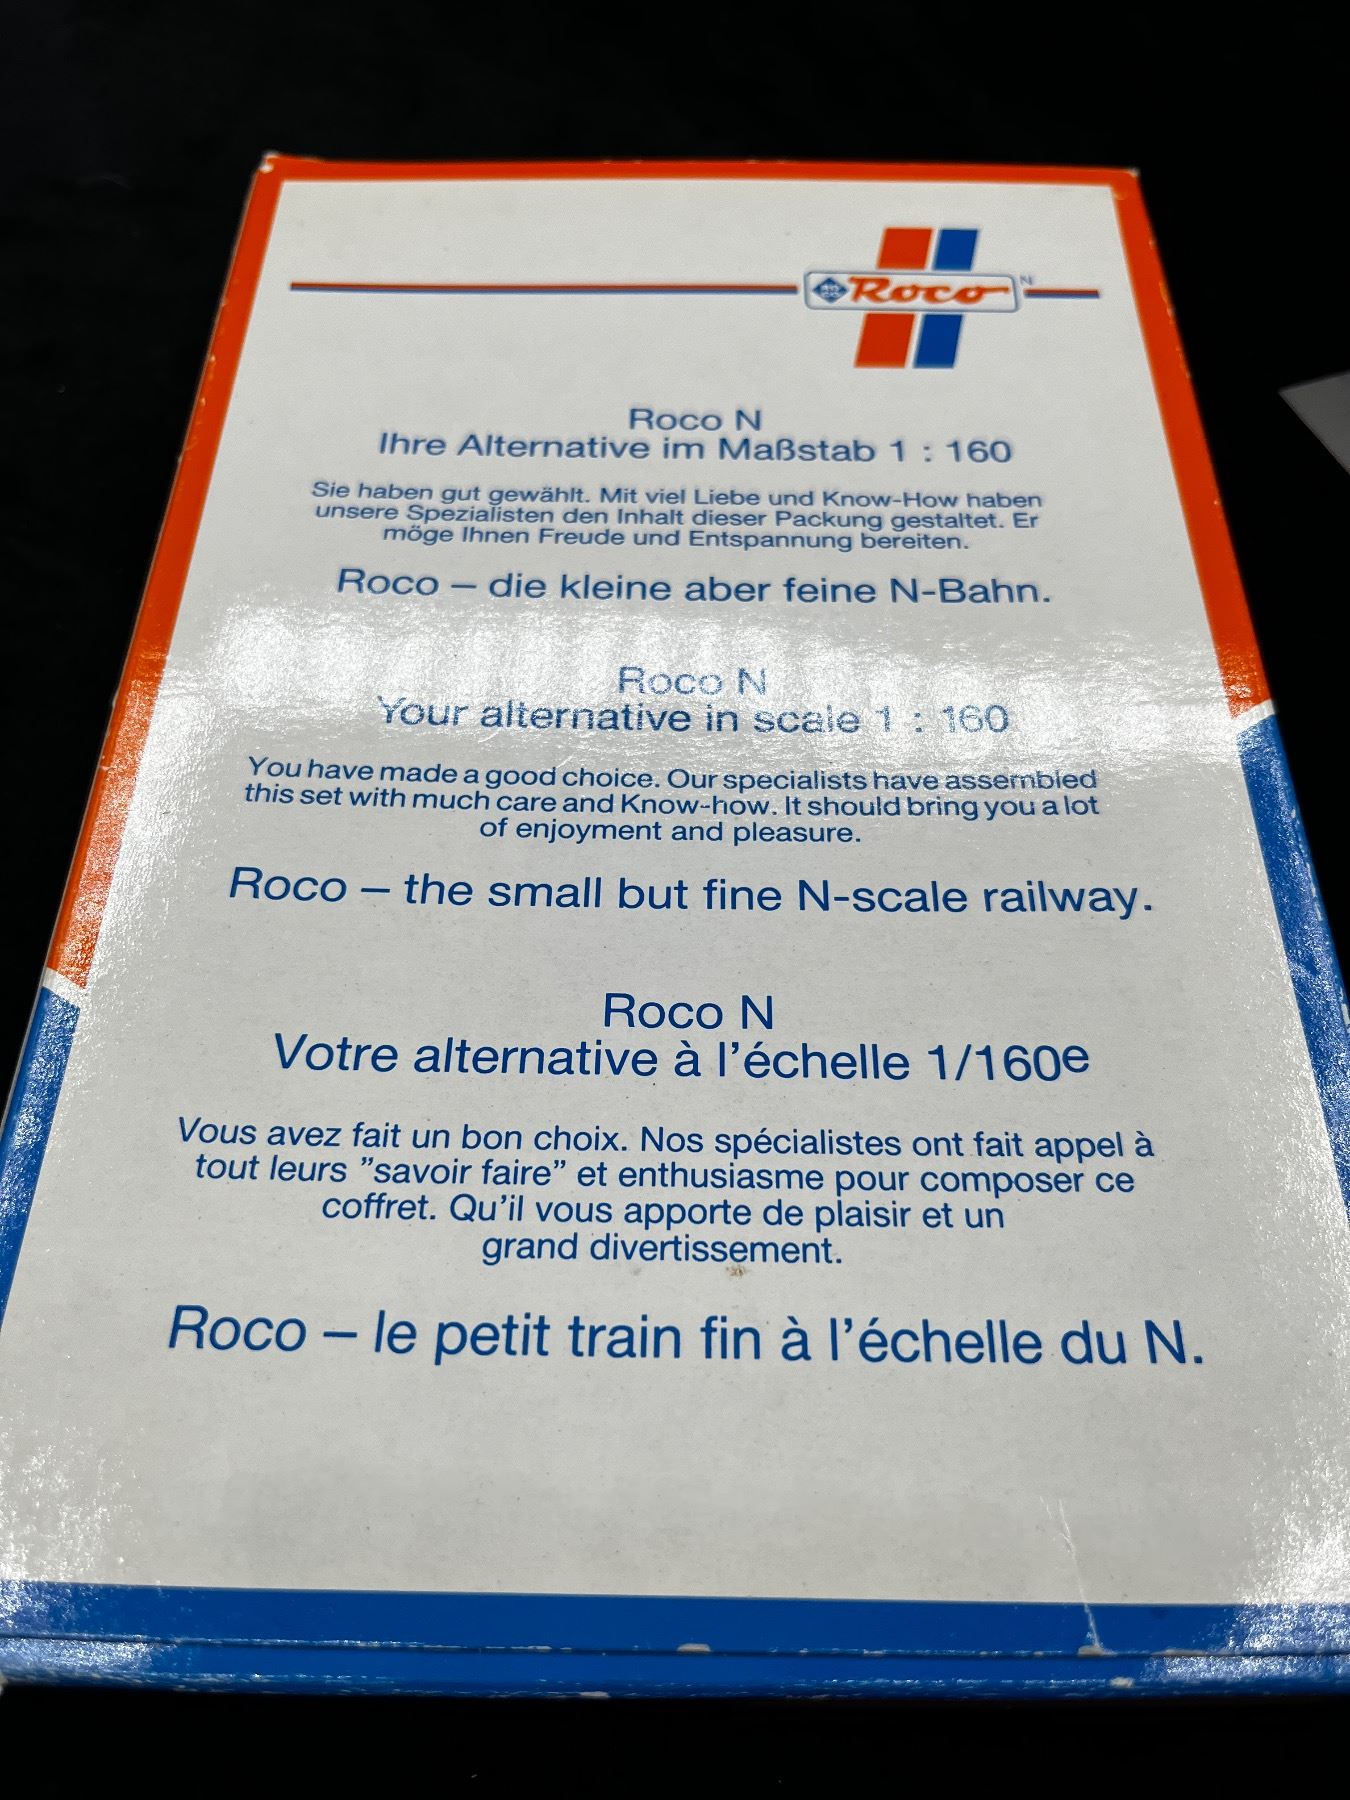 Roco N
Roco N
Ihre Alternative im Maßstab 1 : 160
Sie haben gut gewählt. Mit viel Liebe und Know-How haben
unsere Spezialisten den Inhalt dieser Packung gestaltet. Er
möge Ihnen Freude und Entspannung bereiten.
Roco – die kleine aber feine N-Bahn.
Roco N
Your alternative in scale 1 : 160
You have made a good choice. Our specialists have assembled
this set with much care and Know-how. It should bring you a lot
of enjoyment and pleasure.
Roco – the small but fine N-scale railway.
Roco N
Votre alternative à l’échelle 1/160e
Vous avez fait un bon choix. Nos spécialistes ont fait appel à
tout leurs ”savoir faire” et enthusiasme pour composer ce
coffret. Qu’il vous apporte de plaisir et un
grand divertissement.
Roco – le petit train fin à l’échelle du N.